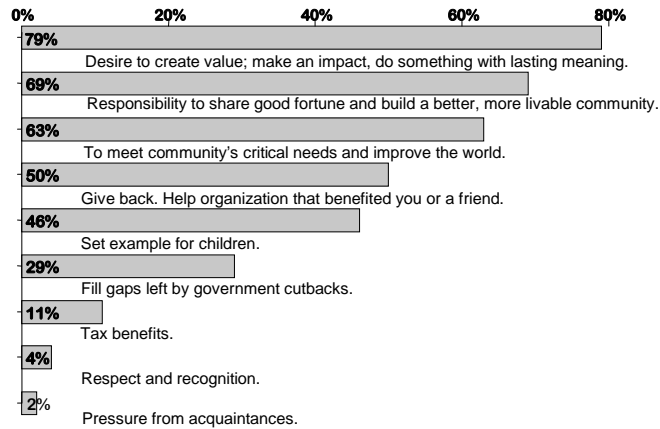 0% 20% 40% 60% 80%
79%
Desire to create value; make an impact, do something with lasting meaning.
69%
Responsibility to share good fortune and build a better, more livable community.
63%
To meet community's critical needs and improve the world.
50%
Give back. Help organization that benefited you or a friend.
46%
Set example for children.
29%
Fill gaps left by government cutbacks.
11%
Tax benefits.
4%
Respect and recognition.
2%
Pressure from acquaintances.